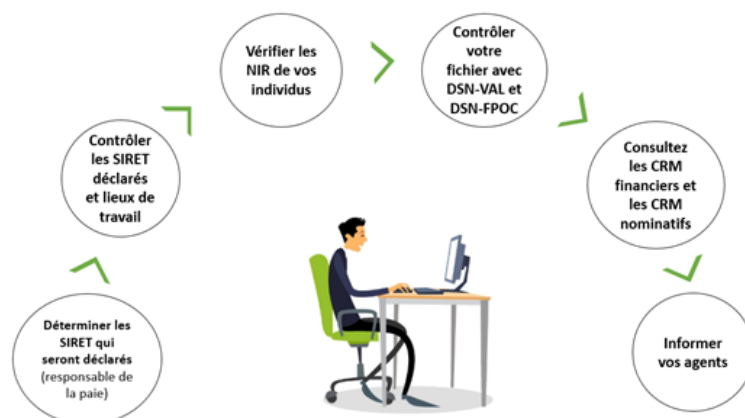 Déterminer les
SIRET qui
seront déclarés
(responsable de
la paie)
Contrôler
les SIRET
déclarés
et lieux de
travail
Vérifier les
NIR de vos
individus
Contrôler
votre
fichier avec
DSN-VAL et
DSN-FPOC
Consultez
les CRM
financiers et
les CRM
nominatifs
Informer
vos agents